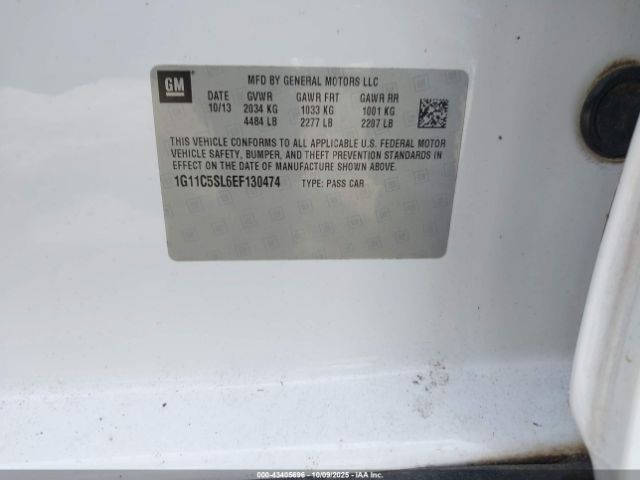 GM
MFD BY GENERAL MOTORS LLC
DATE GVWR GAWR FRT GAWR RR
10/13 2034 KG 1033 KG 1001 KG
4484 LB 2277 LB 2207 LB
THIS VEHICLE CONFORMS TO ALL APPLICABLE U.S. FEDERAL MOTOR
VEHICLE SAFETY, BUMPER, AND THEFT PREVENTION STANDARDS IN
EFFECT ON THE DATE OF MANUFACTURE SHOWN ABOVE.
1G11C5SL6EF130474 TYPE: PASS CAR
000-43405696 - 10/09/2025 - IAA Inc.